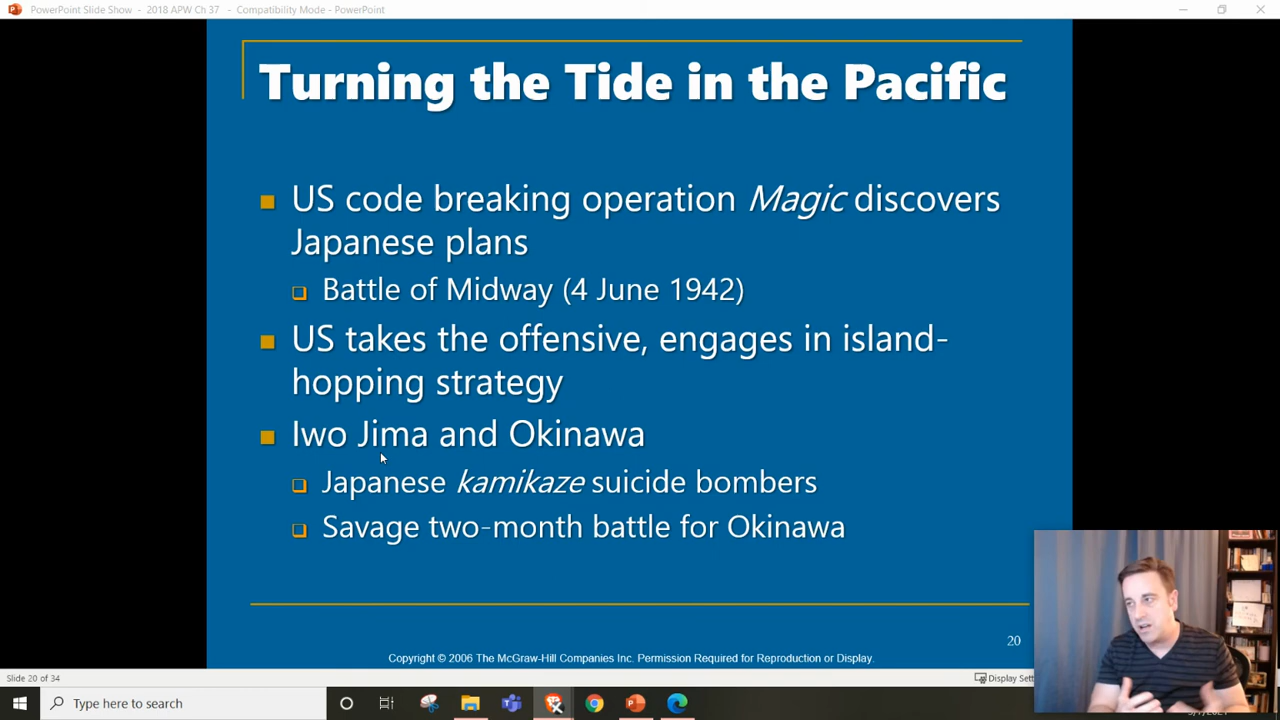 PowerPoint Slide Show - 2018 APW Ch 37 - Compatibility Mode - PowerPoint
Turning the Tide in the Pacific
US code breaking operation Magic discovers
Japanese plans
Battle of Midway (4 June 1942)
US takes the offensive, engages in island-
hopping strategy
Iwo Jima and Okinawa
Japanese kamikaze suicide bombers
Savage two-month battle for Okinawa
20
Copyright © 2006 The McGraw-Hill Companies Inc. Permission Required for Reproduction or Display.
Slide 20 of 34
Display Sett
Type here to search